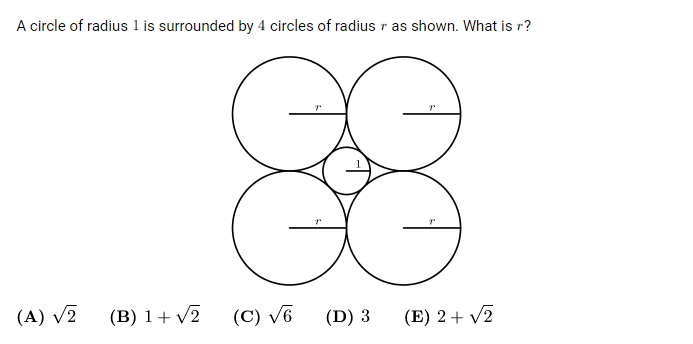 A circle of radius 1 is surrounded by 4 circles of radius r as shown. What is r?
r r
1
r r
(A) √2 (B) 1 + √2 (C) √6 (D) 3 (E) 2 + √2